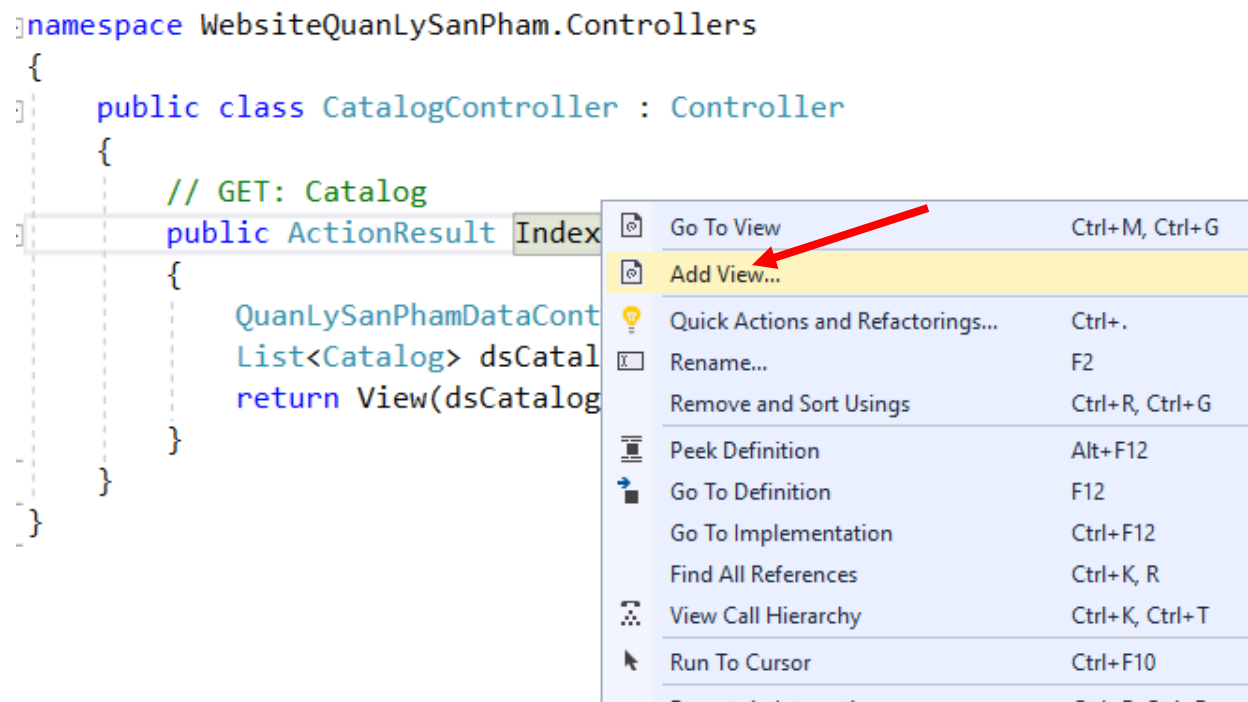 namespace WebsiteQuanLySanPham.Controllers
{
public class CatalogController : Controller
{
// GET: Catalog
public ActionResult Index
{
QuanLySanPhamDataCont
List<Catalog> dsCatal
return View(dsCatalog
}
}
}
Go To View Ctrl+M, Ctrl+G
Add View...
Quick Actions and Refactorings... Ctrl+.
Rename... F2
Remove and Sort Usings Ctrl+R, Ctrl+G
Peek Definition Alt+F12
Go To Definition F12
Go To Implementation Ctrl+F12
Find All References Ctrl+K, R
View Call Hierarchy Ctrl+K, Ctrl+T
Run To Cursor Ctrl+F10